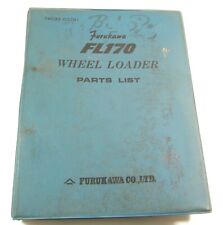 Furukawa
FL170
WHEEL LOADER
PARTS LIST
FURUKAWA CO., LTD.